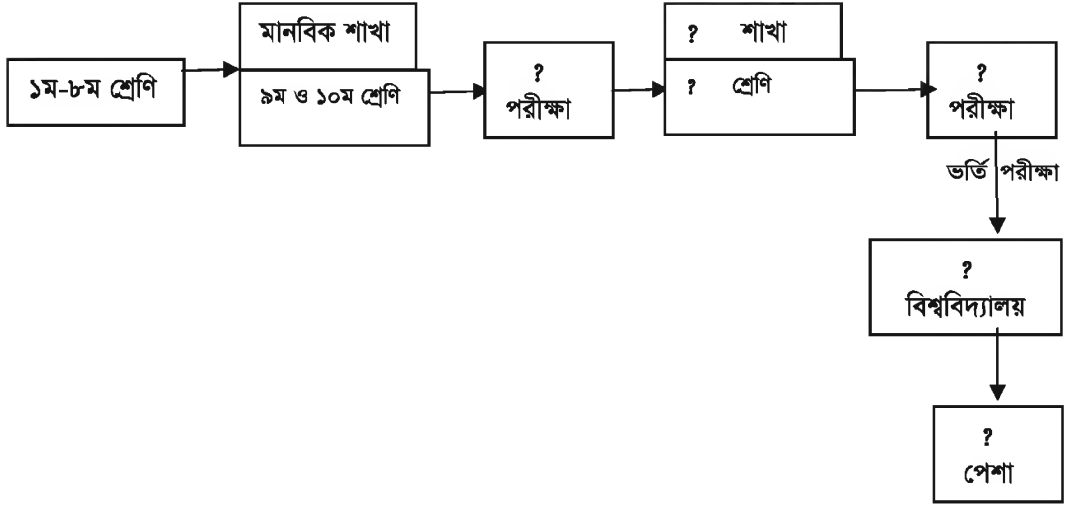 ১ম-৮ম শ্রেণি
মানবিক শাখা
৯ম ও ১০ম শ্রেণি
?
পরীক্ষা
? শাখা
? শ্রেণি
?
পরীক্ষা
ভর্তি পরীক্ষা
?
বিশ্ববিদ্যালয়
?
পেশা